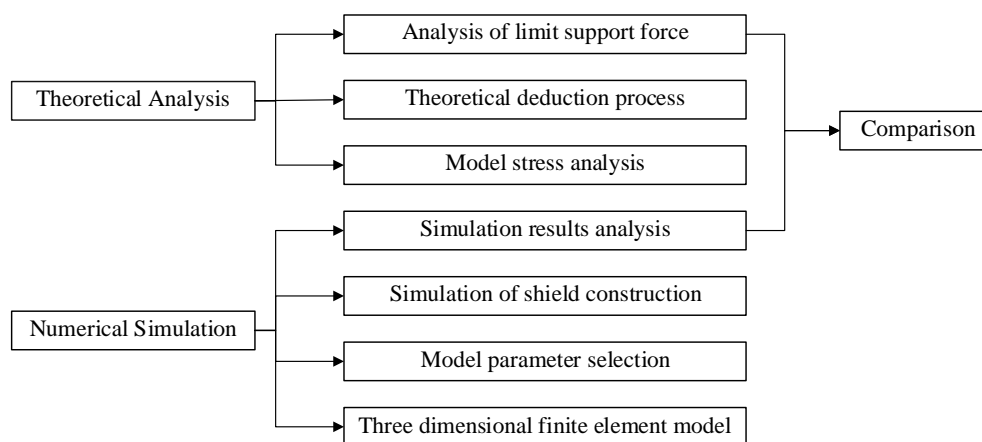 Theoretical Analysis
Analysis of limit support force
Theoretical deduction process
Model stress analysis
Numerical Simulation
Simulation results analysis
Simulation of shield construction
Model parameter selection
Three dimensional finite element model
Comparison